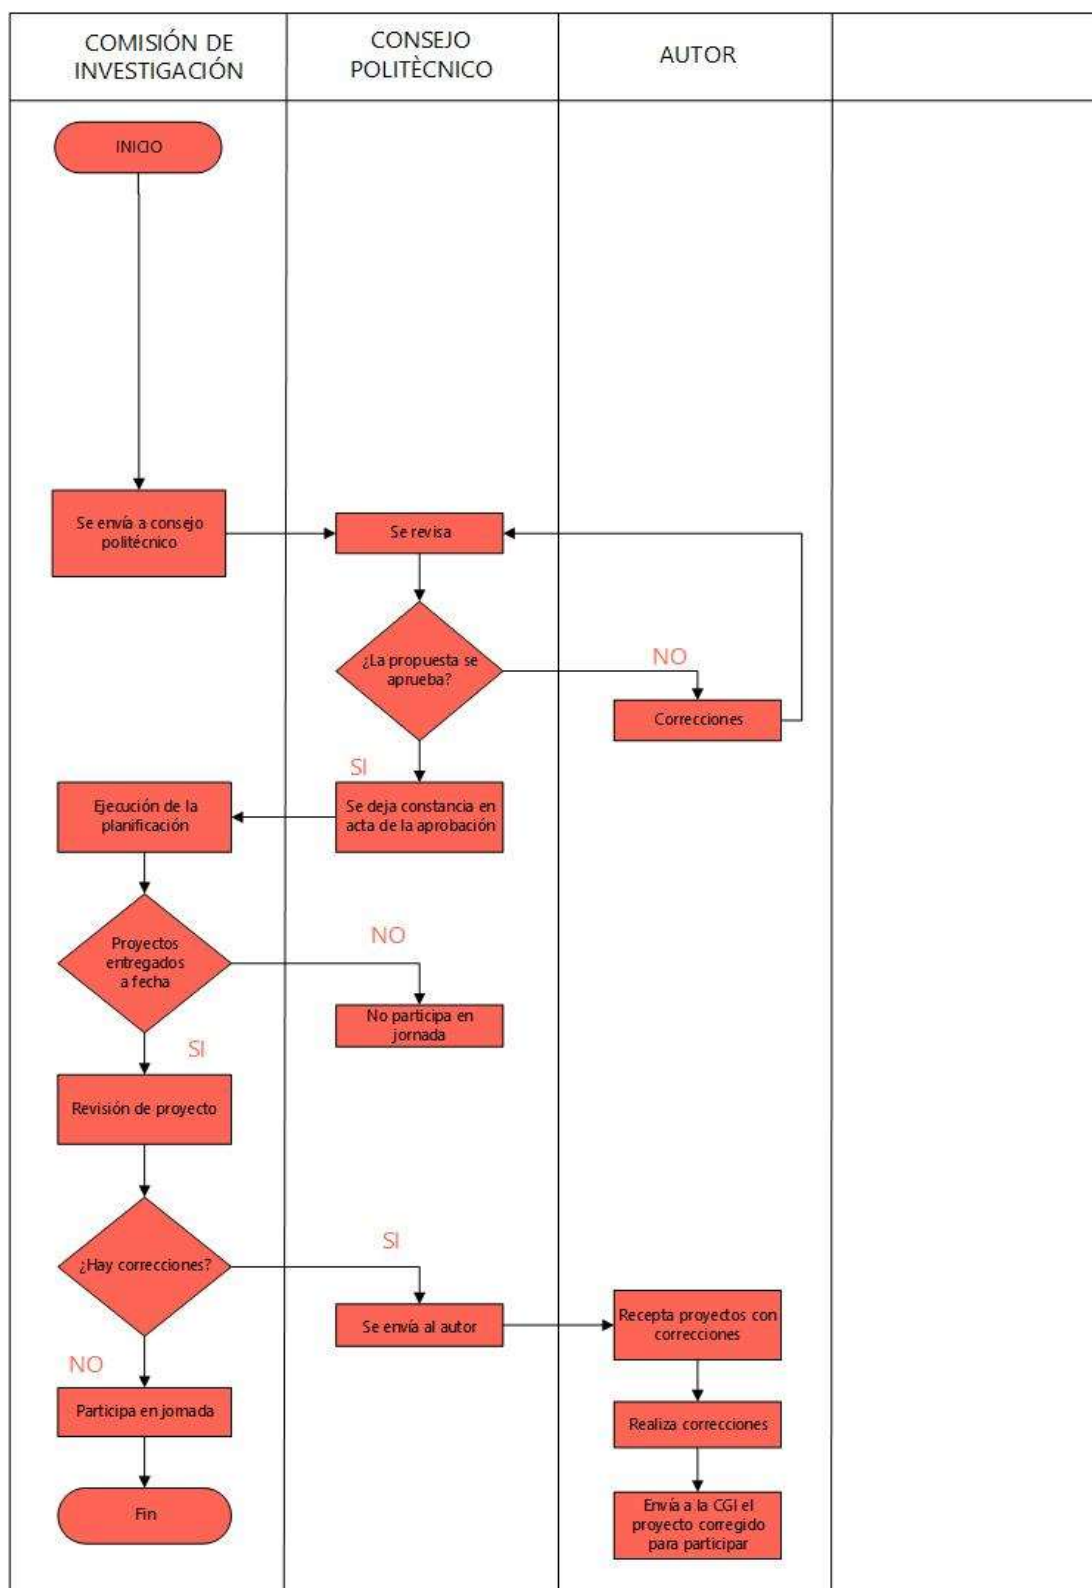 COMISIÓN DE
INVESTIGACIÓN
CONSEJO
POLITÈCNICO
AUTOR
INICIO
Se envía a consejo
politécnico
Se revisa
¿La propuesta se
aprueba?
NO
Correcciones
SI
Se deja constancia en
acta de la aprobación
Ejecución de la
planificación
Proyectos
entregados
a fecha
NO
No participa en
jornada
SI
Revisión de proyecto
¿Hay correcciones?
SI
Se envía al autor
Recepta proyectos con
correcciones
NO
Participa en jornada
Realiza correcciones
Fin
Envía a la CGI el
proyecto corregido
para participar